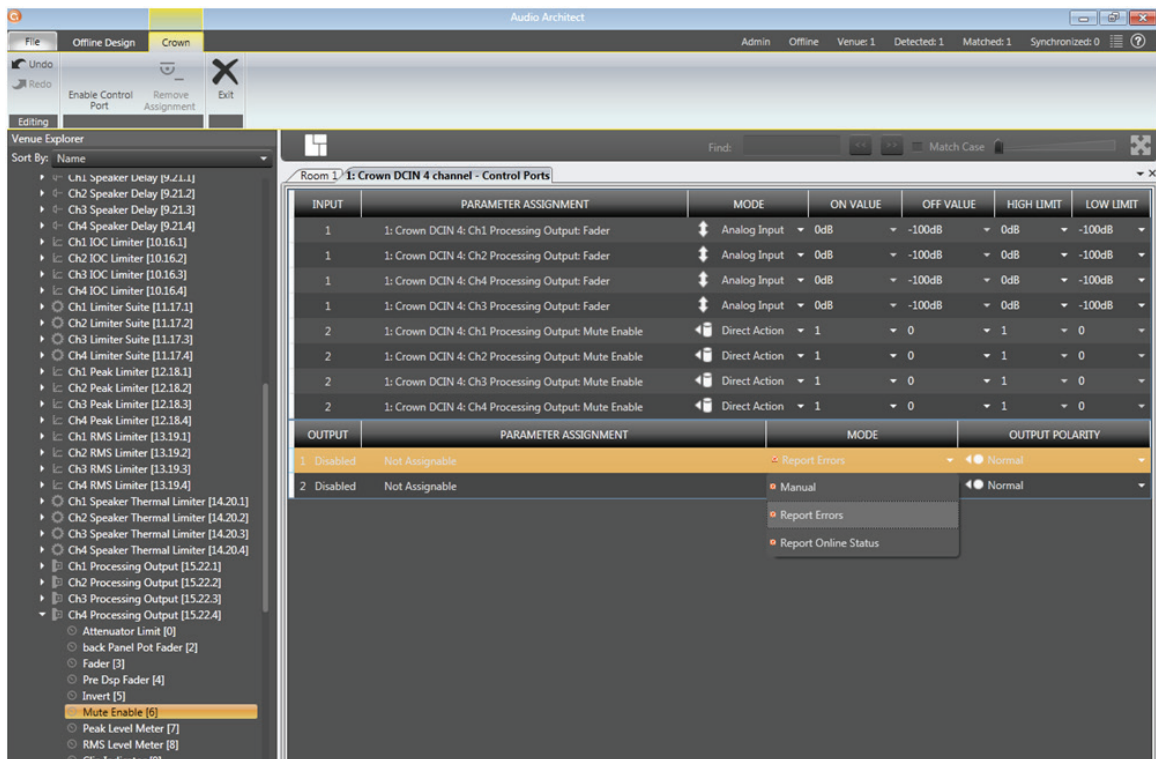 Audio Architect
File Offline Design Crown Admin Offline Venue: 1 Detected: 1 Matched: 1 Synchronized: 0
Undo
Redo
Enable Control Port
Remove Assignment
Exit
Editing
Venue Explorer
Sort By: Name
Find: << >> Match Case
Ch1 Speaker Delay [9.21.1]
Ch2 Speaker Delay [9.21.2]
Ch3 Speaker Delay [9.21.3]
Ch4 Speaker Delay [9.21.4]
Ch1 IOC Limiter [10.16.1]
Ch2 IOC Limiter [10.16.2]
Ch3 IOC Limiter [10.16.3]
Ch4 IOC Limiter [10.16.4]
Ch1 Limiter Suite [11.17.1]
Ch2 Limiter Suite [11.17.2]
Ch3 Limiter Suite [11.17.3]
Ch4 Limiter Suite [11.17.4]
Ch1 Peak Limiter [12.18.1]
Ch2 Peak Limiter [12.18.2]
Ch3 Peak Limiter [12.18.3]
Ch4 Peak Limiter [12.18.4]
Ch1 RMS Limiter [13.19.1]
Ch2 RMS Limiter [13.19.2]
Ch3 RMS Limiter [13.19.3]
Ch4 RMS Limiter [13.19.4]
Ch1 Speaker Thermal Limiter [14.20.1]
Ch2 Speaker Thermal Limiter [14.20.2]
Ch3 Speaker Thermal Limiter [14.20.3]
Ch4 Speaker Thermal Limiter [14.20.4]
Ch1 Processing Output [15.22.1]
Ch2 Processing Output [15.22.2]
Ch3 Processing Output [15.22.3]
Ch4 Processing Output [15.22.4]
Attenuator Limit [0]
back Panel Pot Fader [2]
Fader [3]
Pre Dsp Fader [4]
Invert [5]
Mute Enable [6]
Peak Level Meter [7]
RMS Level Meter [8]
Room 1 1: Crown DCIN 4 channel - Control Ports
INPUT PARAMETER ASSIGNMENT MODE ON VALUE OFF VALUE HIGH LIMIT LOW LIMIT
1 1: Crown DCIN 4: Ch1 Processing Output: Fader Analog Input 0dB -100dB 0dB -100dB
1 1: Crown DCIN 4: Ch2 Processing Output: Fader Analog Input 0dB -100dB 0dB -100dB
1 1: Crown DCIN 4: Ch4 Processing Output: Fader Analog Input 0dB -100dB 0dB -100dB
1 1: Crown DCIN 4: Ch3 Processing Output: Fader Analog Input 0dB -100dB 0dB -100dB
2 1: Crown DCIN 4: Ch1 Processing Output: Mute Enable Direct Action 1 0 1 0
2 1: Crown DCIN 4: Ch2 Processing Output: Mute Enable Direct Action 1 0 1 0
2 1: Crown DCIN 4: Ch3 Processing Output: Mute Enable Direct Action 1 0 1 0
2 1: Crown DCIN 4: Ch4 Processing Output: Mute Enable Direct Action 1 0 1 0
OUTPUT PARAMETER ASSIGNMENT MODE OUTPUT POLARITY
1 Disabled Not Assignable Report Errors Normal
2 Disabled Not Assignable Manual Normal
Report Errors
Report Online Status